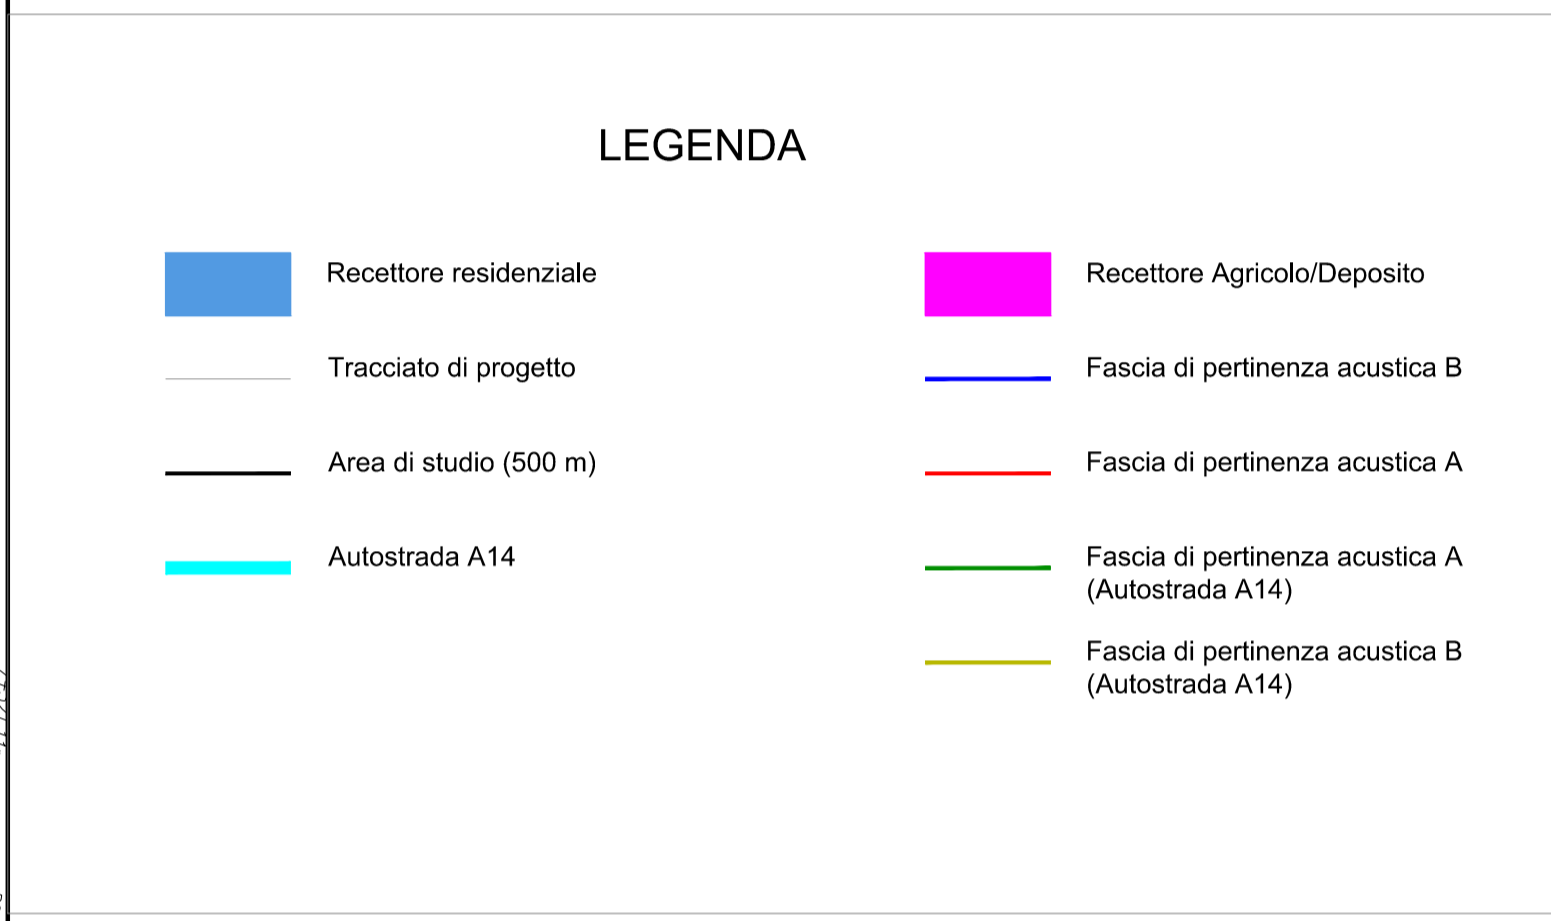 LEGENDA
Recettore residenziale
Tracciato di progetto
Area di studio (500 m)
Autostrada A14
Recettore Agricolo/Deposito
Fascia di pertinenza acustica B
Fascia di pertinenza acustica A
Fascia di pertinenza acustica A
(Autostrada A14)
Fascia di pertinenza acustica B
(Autostrada A14)